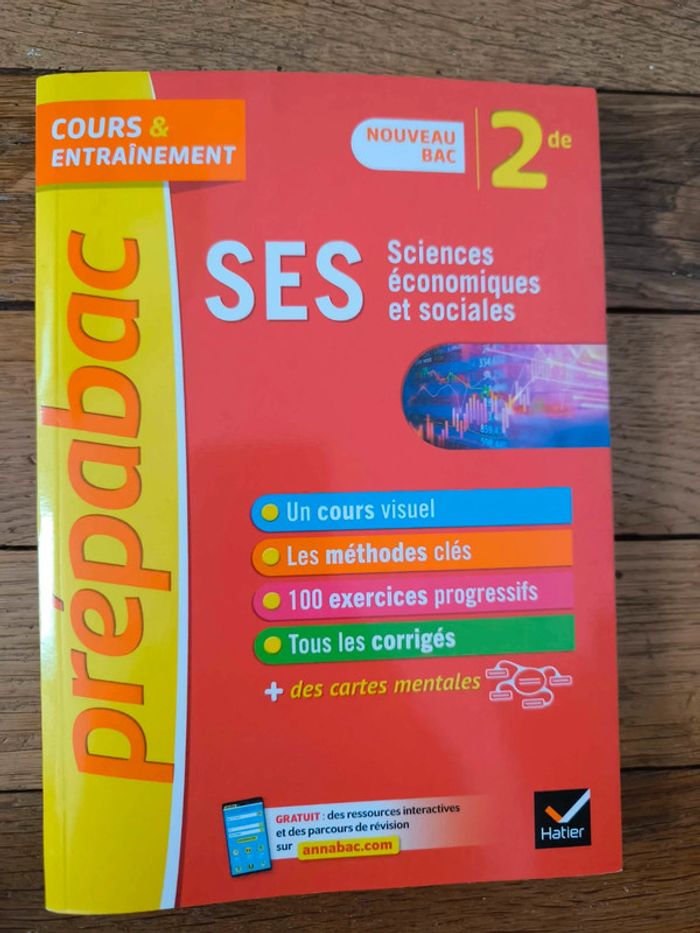 COURS &
ENTRAÎNEMENT
NOUVEAU
BAC
2de
prépabac
SES
Sciences
économiques
et sociales
Un cours visuel
Les méthodes clés
100 exercices progressifs
Tous les corrigés
+ des cartes mentales
GRATUIT : des ressources interactives
et des parcours de révision
sur annabac.com
Hatier